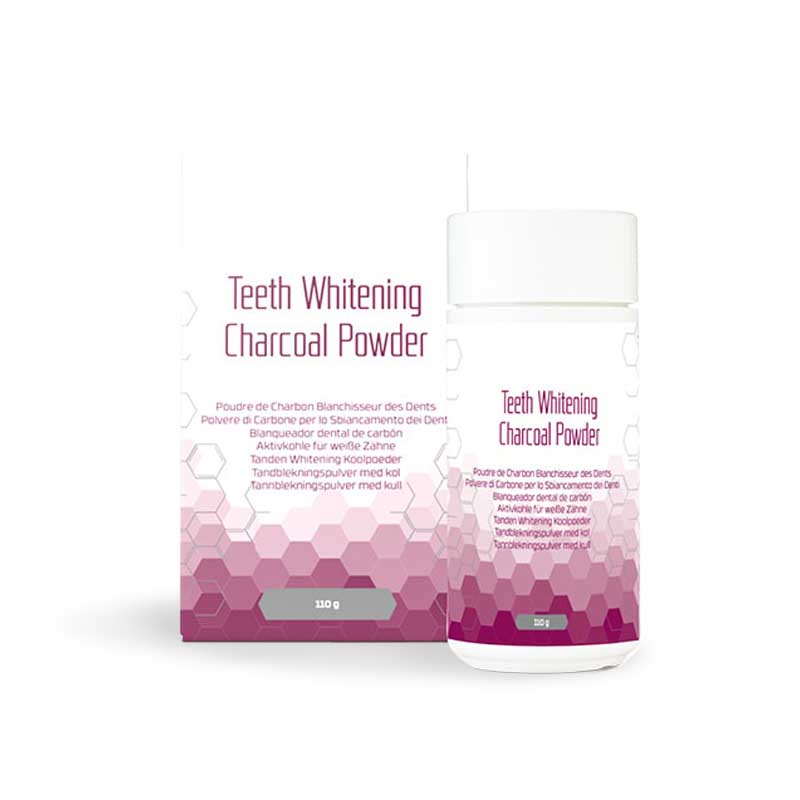 Teeth Whitening
Charcoal Powder
Poudre de Charbon Blanchisseur des Dents
Polvere di Carbone per lo Sbiancamento dei Dent
Blanqueador dental de carbón
Aktivkohle für weiße Zähne
Tanden Whitening Koolpoeder
Tandblekningspulver med kol
Tannblekningspulver med kull
110 g
Teeth Whitening
Charcoal Powder
Poudre de Charbon Blanchisseur des Dents
Polvere di Carbone per lo Sbiancamento dei Denti
Blanqueador dental de carbón
Aktivkohle für weiße Zähne
Tanden Whitening Koolpoeder
Tandblekningspulver med kol
Tannblekningspulver med kull
110 g